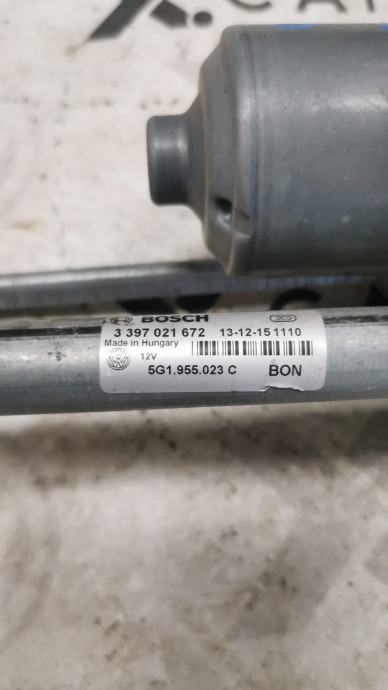 BOSCH
3 397 021 672 13-12-15 1110
Made in Hungary
12V
5G1.955.023 C BON